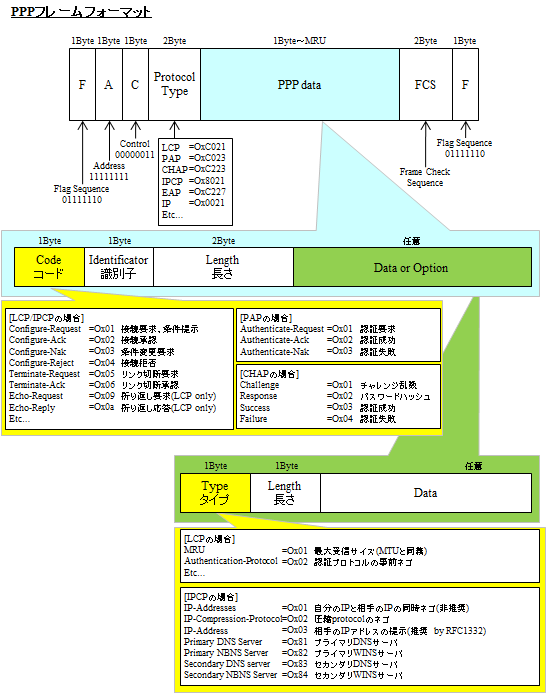 PPPフレームフォーマット
1Byte 1Byte 1Byte 2Byte 1Byte～MRU 2Byte 1Byte
F A C Protocol Type PPP data FCS F
Control
00000011
Address
11111111
Flag Sequence
01111110
LCP =OxC021
PAP =OxC023
CHAP =OxC223
IPCP =Ox8021
EAP =OxC227
IP =Ox0021
Etc...
Flag Sequence
01111110
Frame Check
Sequence
1Byte 1Byte 2Byte 任意
Code Identificator Length Data or Option
コード 識別子 長さ
[LCP/IPCPの場合]
Configure-Request =Ox01 接続要求、条件提示
Configure-Ack =Ox02 接続承認
Configure-Nak =Ox03 条件変更要求
Configure-Reject =Ox04 接続拒否
Terminate-Request =Ox05 リンク切断要求
Terminate-Ack =Ox06 リンク切断承認
Echo-Request =Ox09 折り返し要求(LCP only)
Echo-Reply =Ox0a 折り返し応答(LCP only)
Etc...
[PAPの場合]
Authenticate-Request =Ox01 認証要求
Authenticate-Ack =Ox02 認証成功
Authenticate-Nak =Ox03 認証失敗
[CHAPの場合]
Challenge =Ox01 チャレンジ乱数
Response =Ox02 パスワードハッシュ
Success =Ox03 認証成功
Failure =Ox04 認証失敗
1Byte 1Byte 任意
Type Length Data
タイプ 長さ
[LCPの場合]
MRU =Ox01 最大受信サイズ(MTUと同義)
Authentication-Protocol =Ox02 認証プロトコルの事前ネゴ
Etc...
[IPCPの場合]
IP-Addresses =Ox01 自分のIPと相手のIPの同時ネゴ(非推奨)
IP-Compression-Protocol =Ox02 圧縮protocolのネゴ
IP-Address =Ox03 相手のIPアドレスの提示(推奨 by RFC1332)
Primary DNS Server =Ox81 プライマリDNSサーバ
Primary NBNS Server =Ox82 プライマリWINSサーバ
Secondary DNS server =Ox83 セカンダリDNSサーバ
Secondary NBNS Server =Ox84 セカンダリWINSサーバ